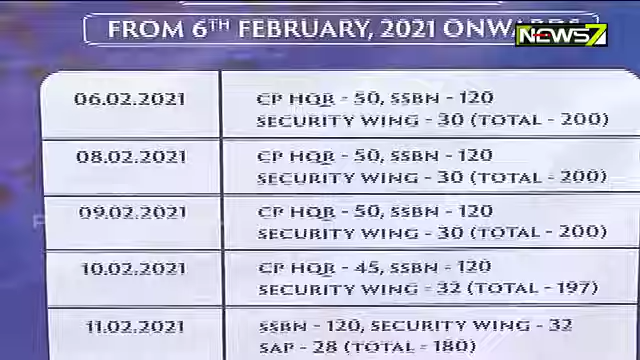 FROM 6TH FEBRUARY, 2021 ONWARDS
NEWS7
06.02.2021
CP HQR - 50, SSBN - 120
SECURITY WING - 30 (TOTAL - 200)
08.02.2021
CP HQR - 50, SSBN - 120
SECURITY WING - 30 (TOTAL - 200)
09.02.2021
CP HQR - 50, SSBN - 120
SECURITY WING - 30 (TOTAL - 200)
10.02.2021
CP HQR - 45, SSBN - 120
SECURITY WING - 32 (TOTAL - 197)
11.02.2021
SSBN - 120, SECURITY WING - 32
SAP - 28 (TOTAL - 180)